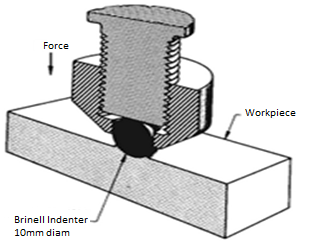 Force
Workpiece
Brinell Indenter
10mm diam